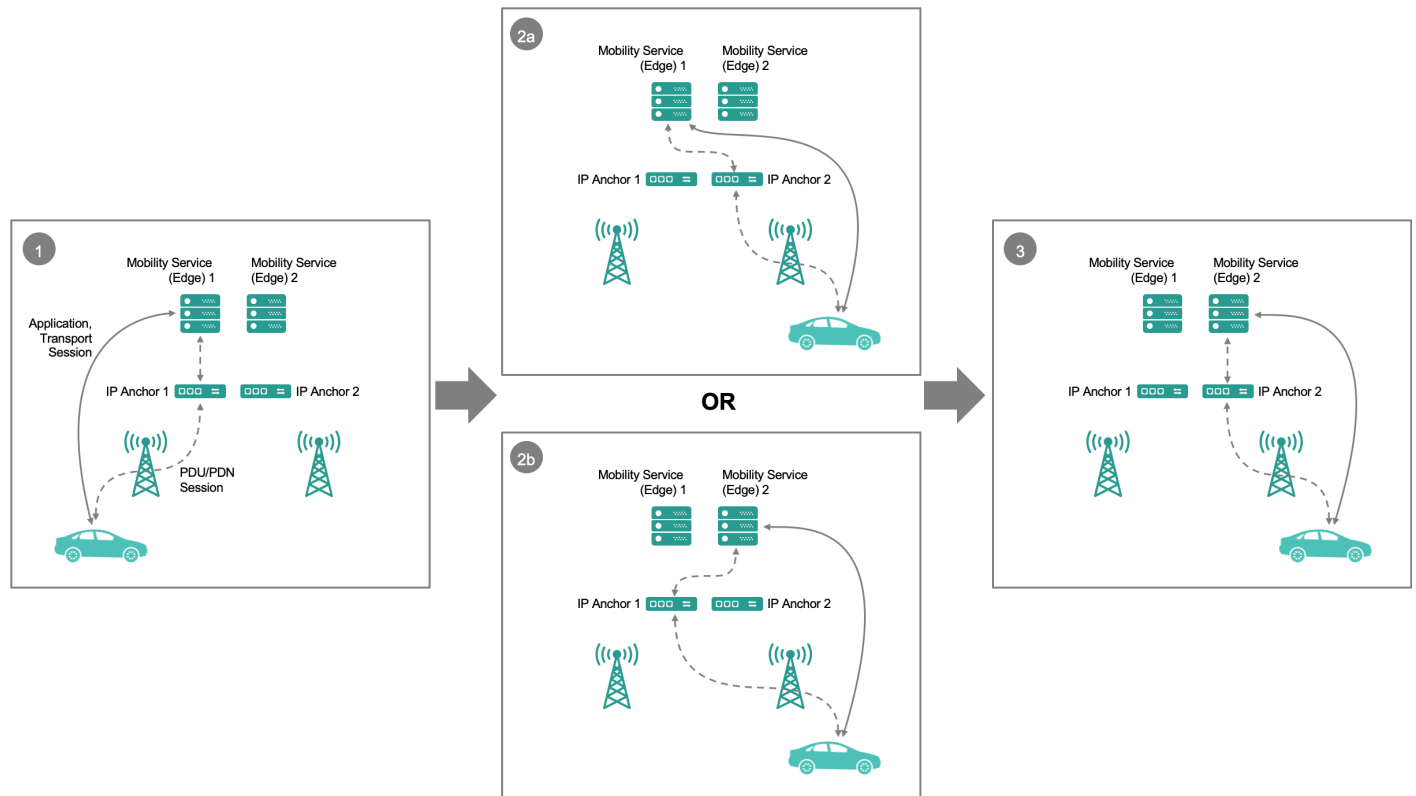 1
Mobility Service
(Edge) 1
Mobility Service
(Edge) 2
Application,
Transport
Session
IP Anchor 1
IP Anchor 2
PDU/PDN
Session
2a
Mobility Service
(Edge) 1
Mobility Service
(Edge) 2
IP Anchor 1
IP Anchor 2
OR
2b
Mobility Service
(Edge) 1
Mobility Service
(Edge) 2
IP Anchor 1
IP Anchor 2
3
Mobility Service
(Edge) 1
Mobility Service
(Edge) 2
IP Anchor 1
IP Anchor 2